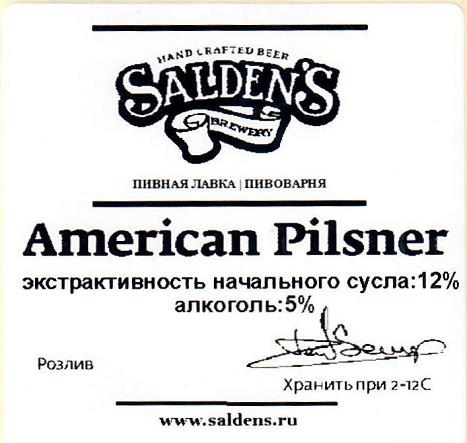 HAND CRAFTED BEER
SALDEN'S
BREWERY
ПИВНАЯ ЛАВКА | ПИВОВАРНЯ
American Pilsner
экстрактивность начального сусла:12%
алкоголь:5%
Розлив
Хранить при 2-12С
www.saldens.ru